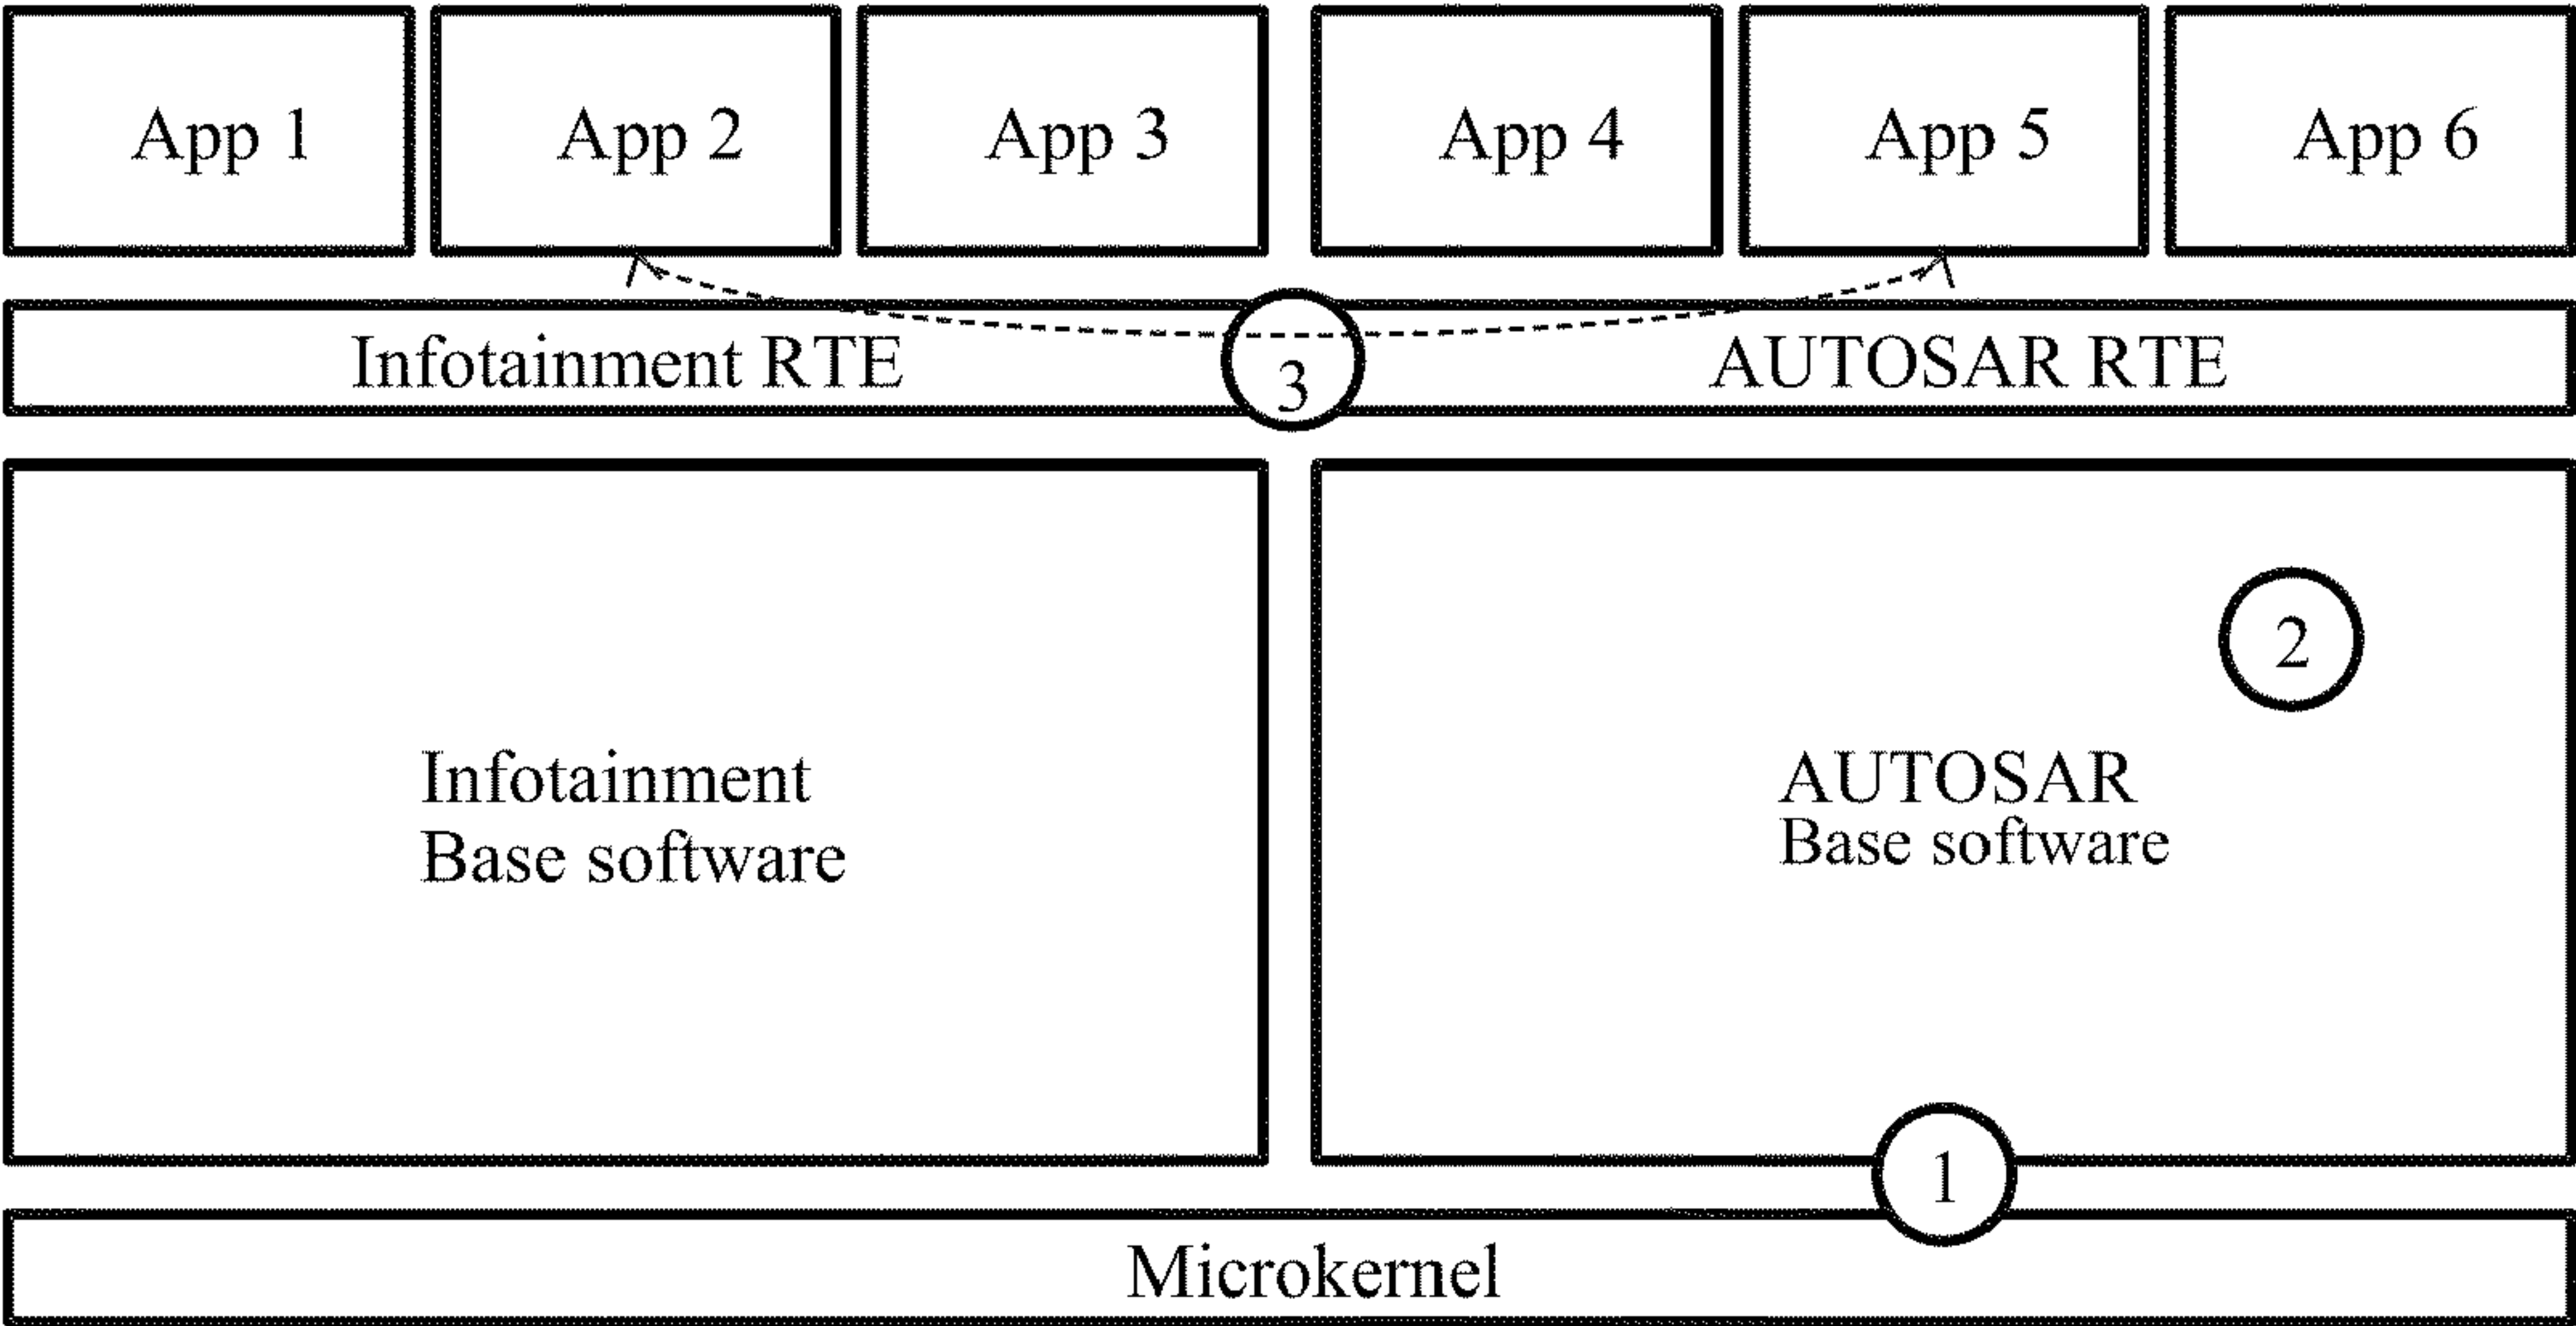 App 1
App 2
App 3
App 4
App 5
App 6
Infotainment RTE
3
AUTOSAR RTE
2
Infotainment
Base software
AUTOSAR
Base software
1
Microkernel